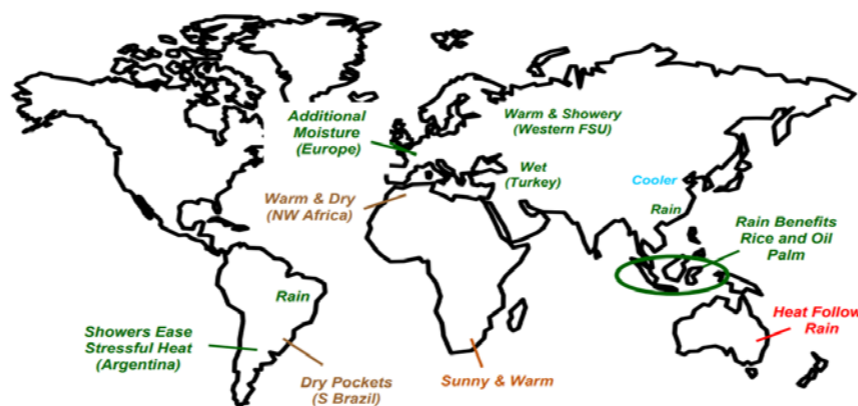 Additional
Moisture
(Europe)
Warm & Showery
(Western FSU)
Wet
(Turkey)
Cooler
Rain
Warm & Dry
(NW Africa)
Rain Benefits
Rice and Oil
Palm
Rain
Heat Follow
Rain
Showers Ease
Stressful Heat
(Argentina)
Dry Pockets
(S Brazil)
Sunny & Warm